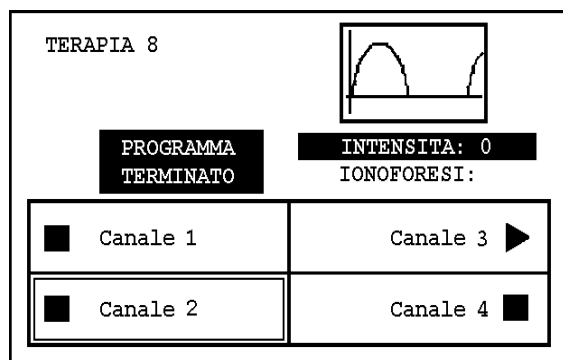 TERAPIA 8
PROGRAMMA
TERMINATO
INTENSITA: 0
IONOFORESI:
Canale 1
Canale 3
Canale 2
Canale 4